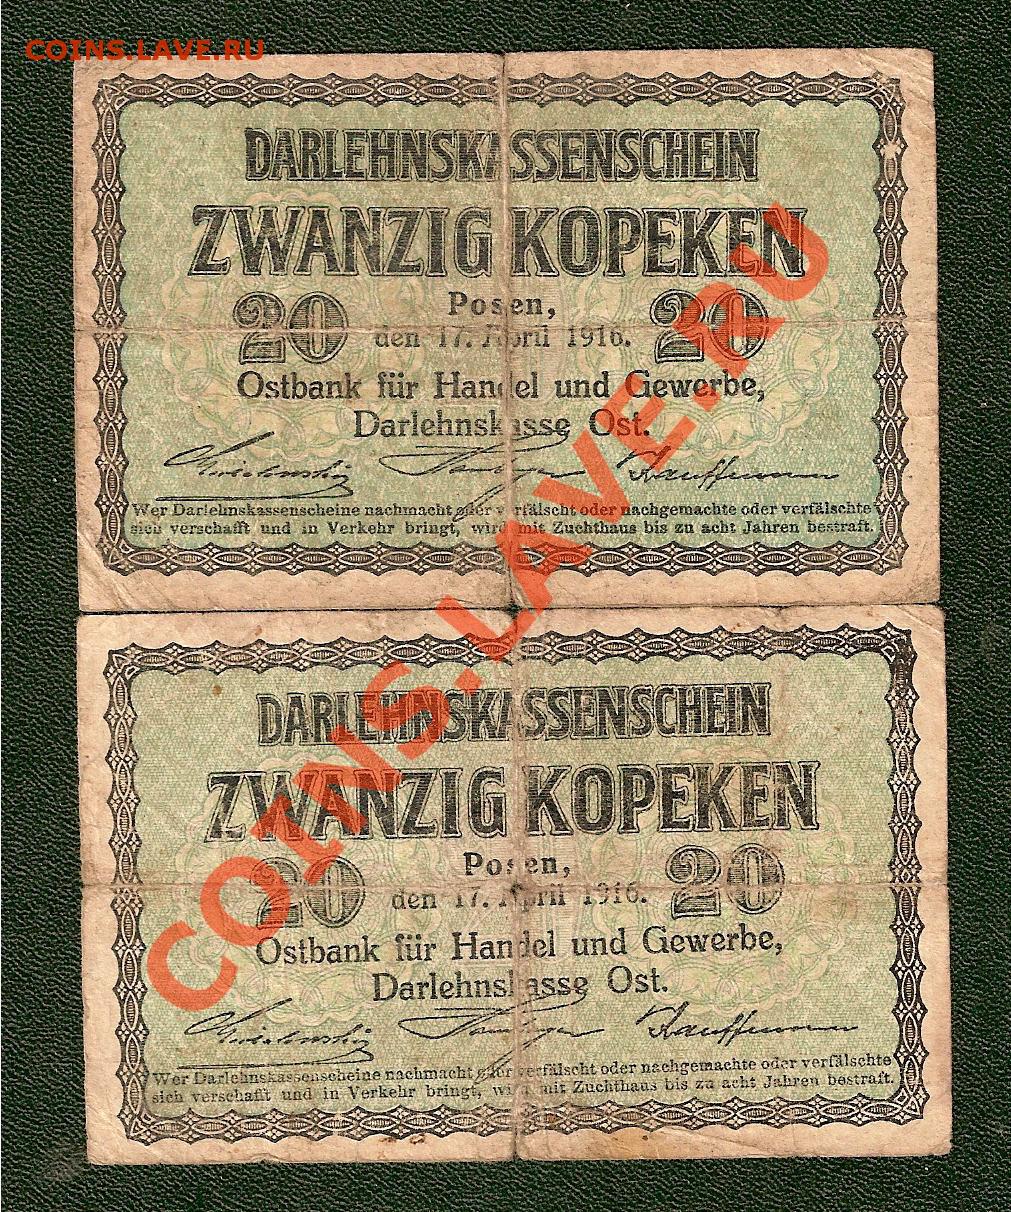 COINS.LAVE.RU
DARLEHNSKASSENSCHEIN
ZWANZIG KOPEKEN
20 Posen, 20
den 17. April 1916.
Ostbank für Handel und Gewerbe,
Darlehnskasse Ost.
Kauffmann
Wer Darlehnskassenscheine nachmacht oder verfälscht oder nachgemachte oder verfälschte
sich verschafft und in Verkehr bringt, wird mit Zuchthaus bis zu acht Jahren bestraft.
COINS.LAVE.RU
DARLEHNSKASSENSCHEIN
ZWANZIG KOPEKEN
20 Posen, 20
den 17. April 1916.
Ostbank für Handel und Gewerbe,
Darlehnskasse Ost.
Kauffmann
Wer Darlehnskassenscheine nachmacht oder verfälscht oder nachgemachte oder verfälschte
sich verschafft und in Verkehr bringt, wird mit Zuchthaus bis zu acht Jahren bestraft.